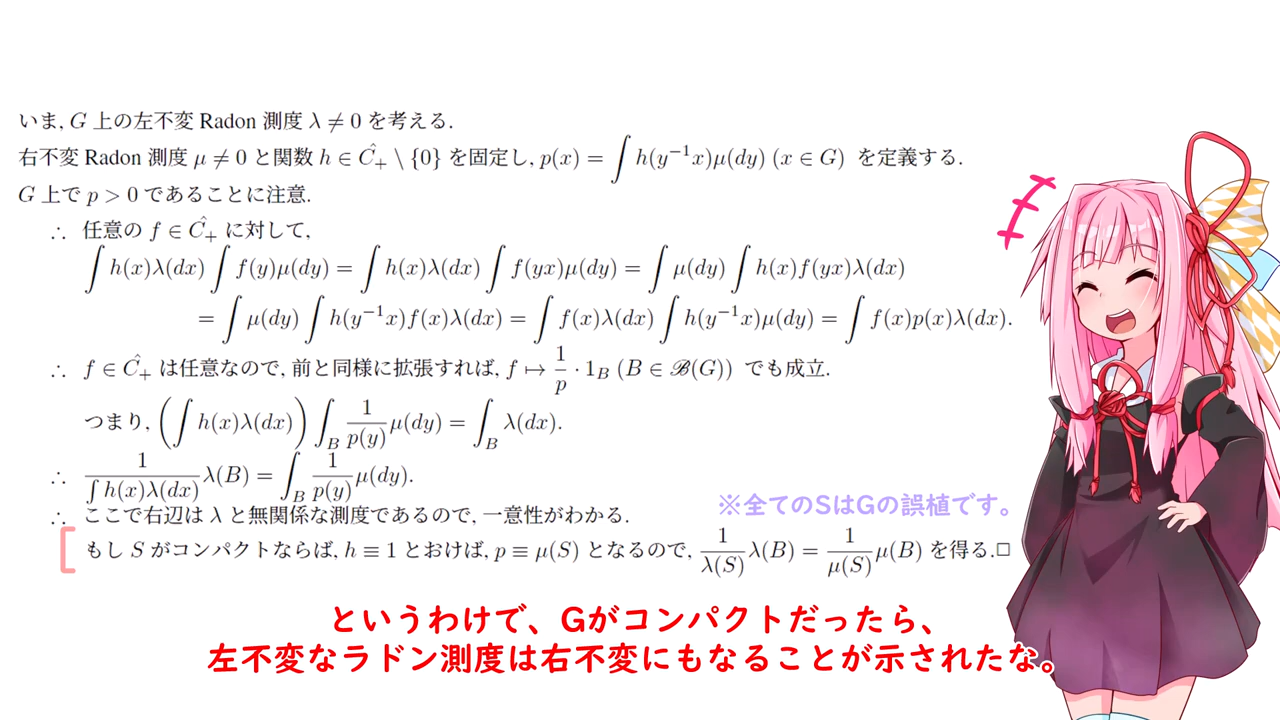 いま, G 上の左不変 Radon 測度 λ ≠ 0 を考える.
右不変 Radon 測度 μ ≠ 0 と関数 h ∈ Ĉ₊ \ {0} を固定し, p(x) = ∫ h(y⁻¹x)μ(dy) (x ∈ G) を定義する.
G 上で p > 0 であることに注意.
∴ 任意の f ∈ Ĉ₊ に対して,
∫ h(x)λ(dx) ∫ f(y)μ(dy) = ∫ h(x)λ(dx) ∫ f(yx)μ(dy) = ∫ μ(dy) ∫ h(x)f(yx)λ(dx)
= ∫ μ(dy) ∫ h(y⁻¹x)f(x)λ(dx) = ∫ f(x)λ(dx) ∫ h(y⁻¹x)μ(dy) = ∫ f(x)p(x)λ(dx).
∴ f ∈ Ĉ₊ は任意なので, 前と同様に拡張すれば, f ↦ 1/p · 1_B (B ∈ ℬ(G)) でも成立.
つまり, (∫ h(x)λ(dx)) ∫_B 1/p(y) μ(dy) = ∫_B λ(dx).
∴ 1/∫ h(x)λ(dx) λ(B) = ∫_B 1/p(y) μ(dy).
※全てのSはGの誤植です。
∴ ここで右辺は λ と無関係な測度であるので, 一意性がわかる.
もし S がコンパクトならば, h ≡ 1 とおけば, p ≡ μ(S) となるので, 1/λ(S) λ(B) = 1/μ(S) μ(B) を得る.□
というわけで、Gがコンパクトだったら、
左不変なラドン測度は右不変にもなることが示されたな。